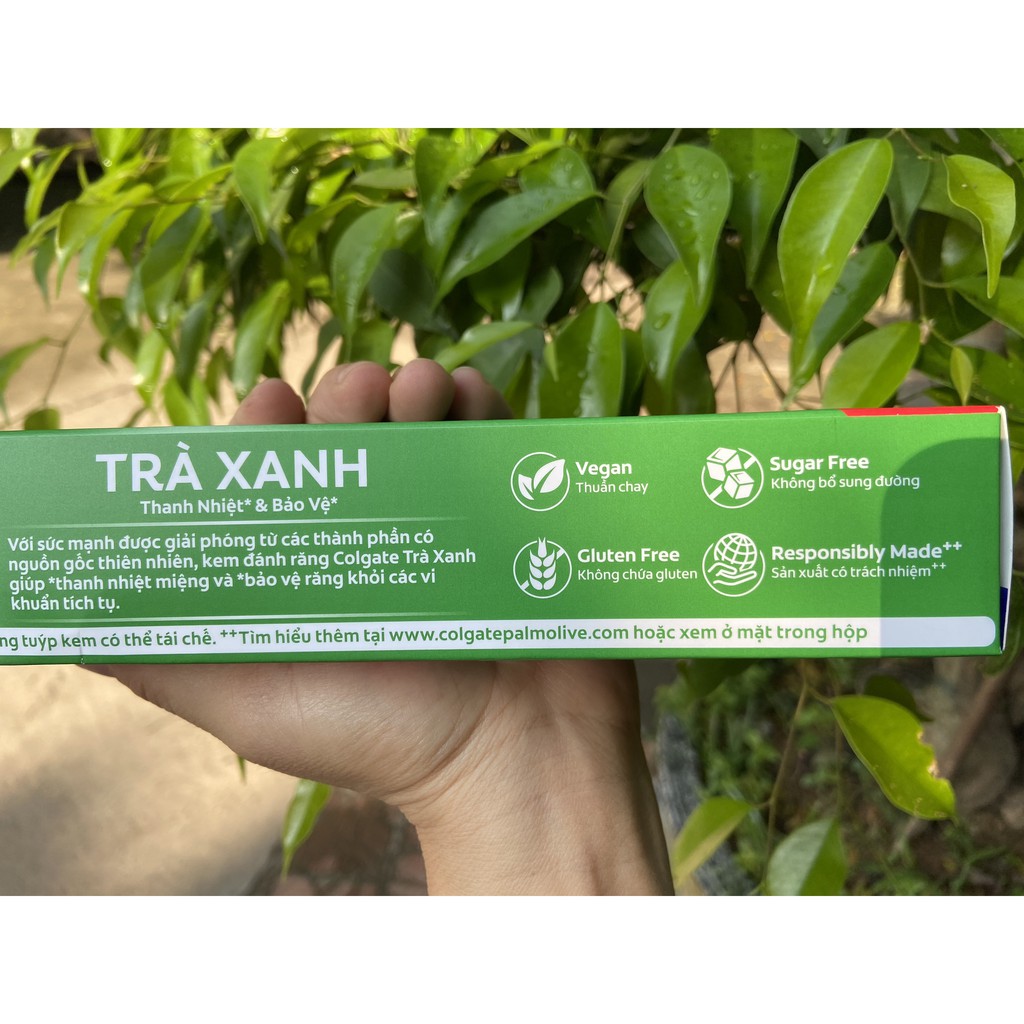 TRÀ XANH
Thanh Nhiệt* & Bảo Vệ*
Với sức mạnh được giải phóng từ các thành phần có
nguồn gốc thiên nhiên, kem đánh răng Colgate Trà Xanh
giúp *thanh nhiệt miệng và *bảo vệ răng khỏi các vi
khuẩn tích tụ.
Vegan
Thuần chay
Sugar Free
Không bổ sung đường
Gluten Free
Không chứa gluten
Responsibly Made++
Sản xuất có trách nhiệm++
tuýp kem có thể tái chế. ++Tìm hiểu thêm tại www.colgatepalmolive.com hoặc xem ở mặt trong hộp